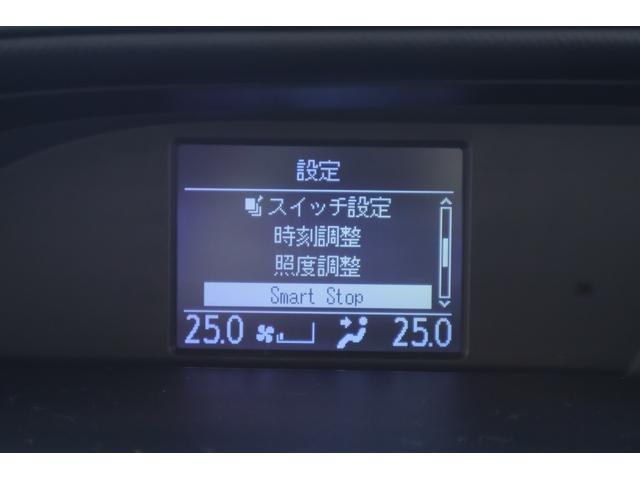 設定
スイッチ設定
時刻調整
照度調整
Smart Stop
25.0 25.0